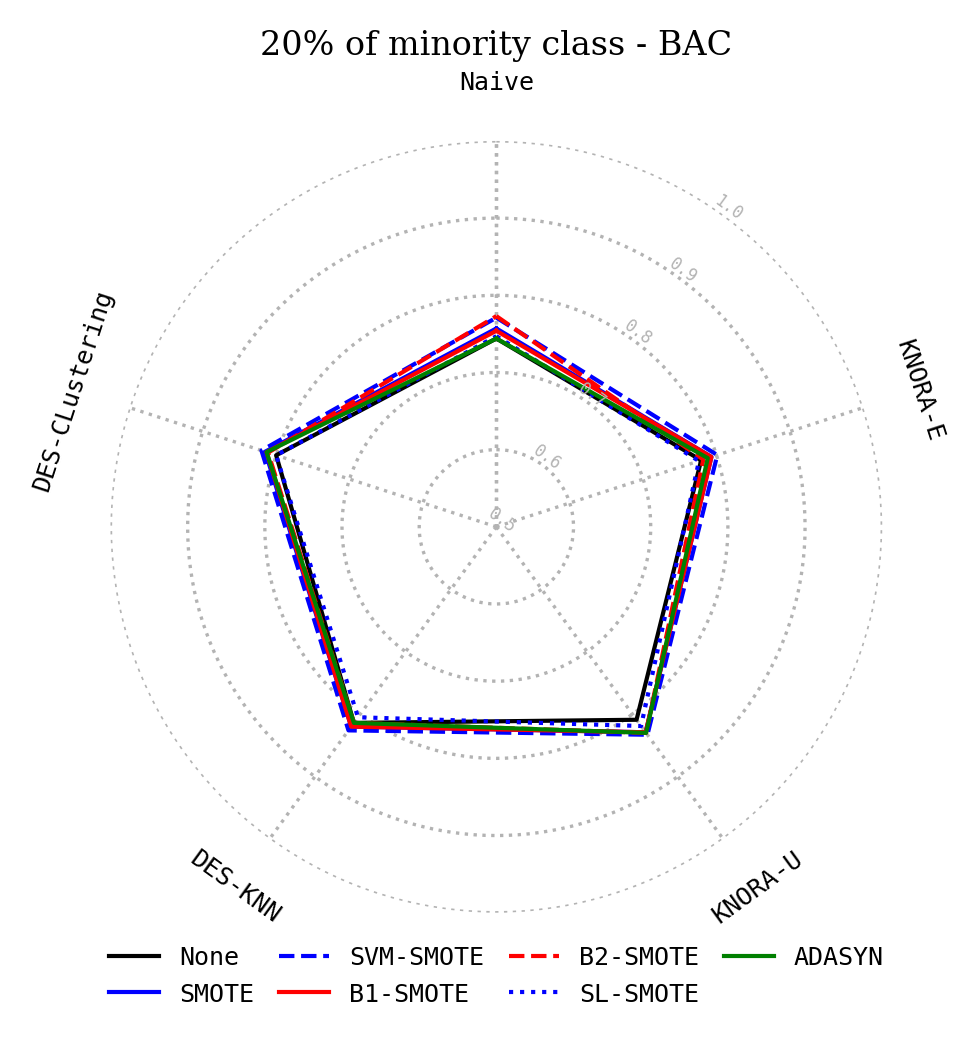 20% of minority class - BAC
Naive
1.0
0.9
0.8
KNORA-E
0.6
0.5
DES-CLustering
DES-KNN
KNORA-U
None
SVM-SMOTE
B2-SMOTE
ADASYN
SMOTE
B1-SMOTE
SL-SMOTE